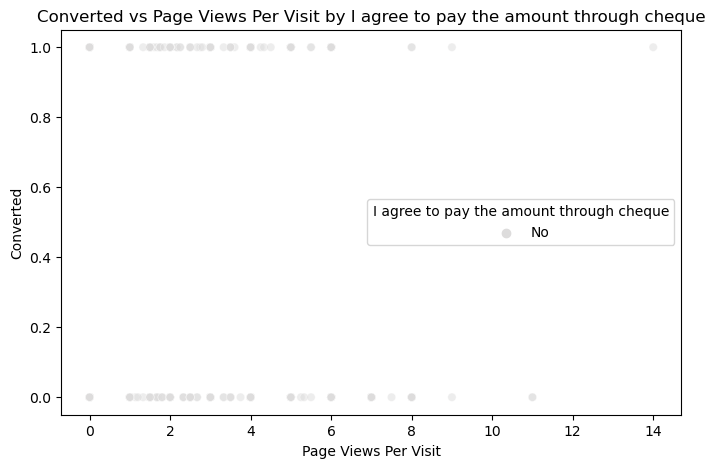 Converted vs Page Views Per Visit by I agree to pay the amount through cheque
1.0
0.8
0.6
0.4
0.2
0.0
Converted
I agree to pay the amount through cheque
No
0 2 4 6 8 10 12 14
Page Views Per Visit